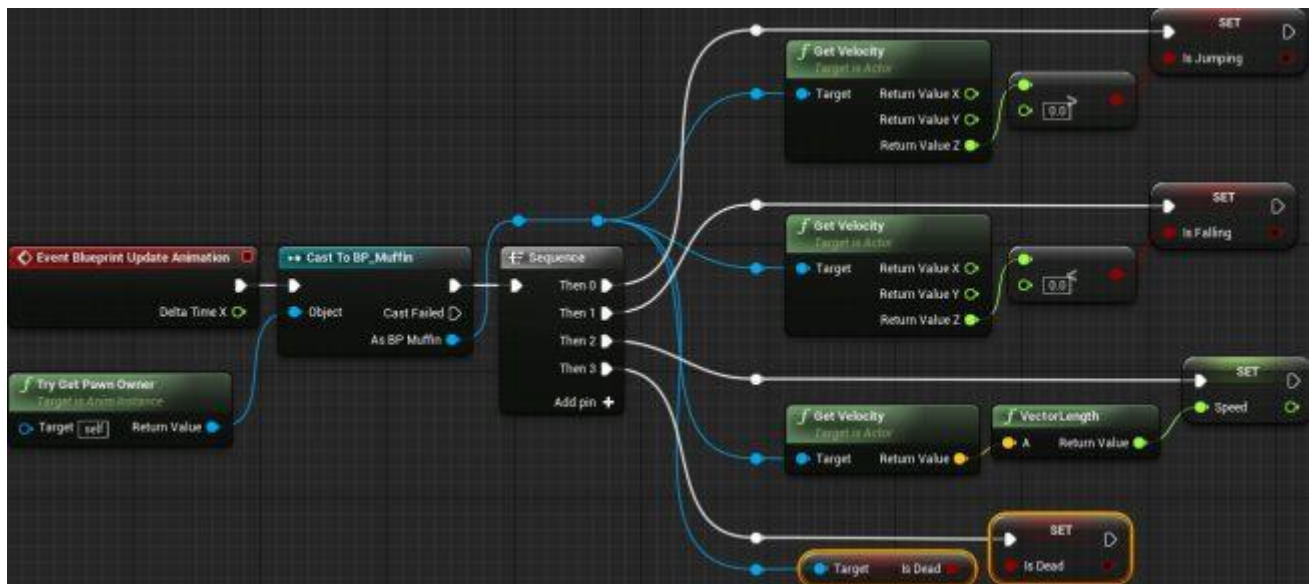 Event Blueprint Update Animation
Delta Time X
Try Get Pawn Owner
Target is Anim Instance
Target self Return Value
Cast To BP_Muffin
Object Cast Failed
As BP Muffin
Sequence
Then 0
Then 1
Then 2
Then 3
Add pin +
Get Velocity
Target is Actor
Target Return Value X
Return Value Y
Return Value Z
>
0.0
SET
Is Jumping
Get Velocity
Target is Actor
Target Return Value X
Return Value Y
Return Value Z
<
0.0
SET
Is Falling
Get Velocity
Target is Actor
Target Return Value
VectorLength
A Return Value
SET
Speed
Target Is Dead
SET
Is Dead